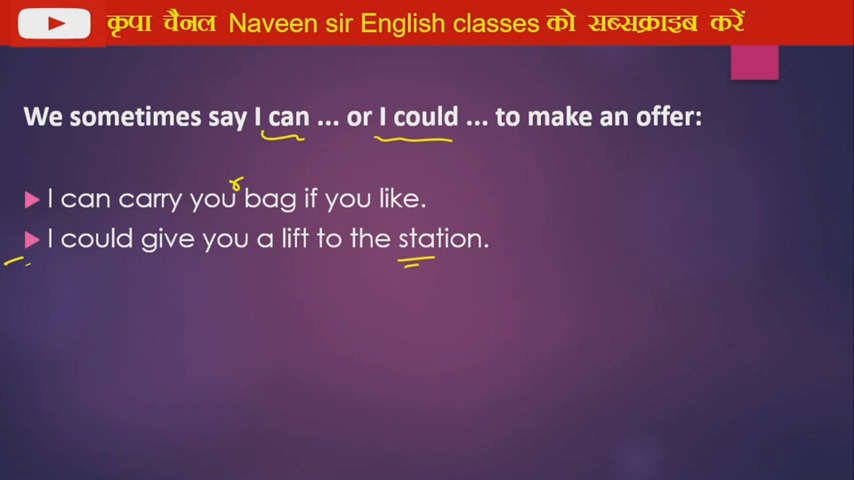 कृपा चैनल Naveen sir English classes को सब्सक्राइब करें
We sometimes say I can ... or I could ... to make an offer:
I can carry your bag if you like.
I could give you a lift to the station.